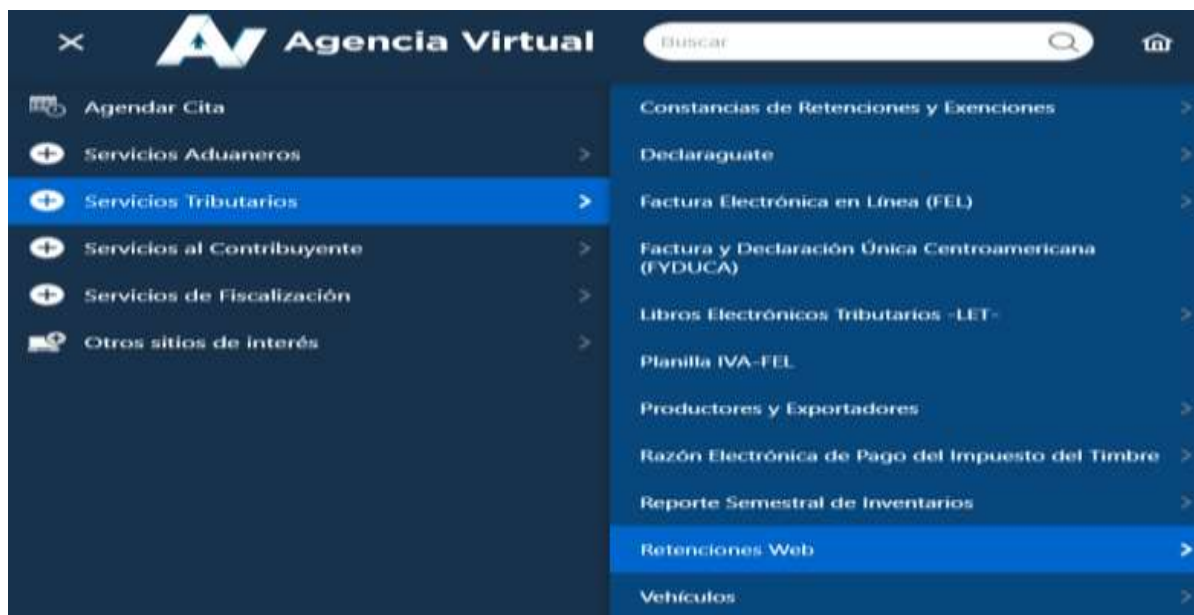 Agencia Virtual
Buscar
Agendar Cita
Servicios Aduaneros
Servicios Tributarios
Servicios al Contribuyente
Servicios de Fiscalización
Otros sitios de interés
Constancias de Retenciones y Exenciones
Declaraguate
Factura Electrónica en Línea (FEL)
Factura y Declaración Única Centroamericana
(FYDUCA)
Libros Electrónicos Tributarios -LET-
Planilla IVA-FEL
Productores y Exportadores
Razón Electrónica de Pago del Impuesto del Timbre
Reporte Semestral de Inventarios
Retenciones Web
Vehículos